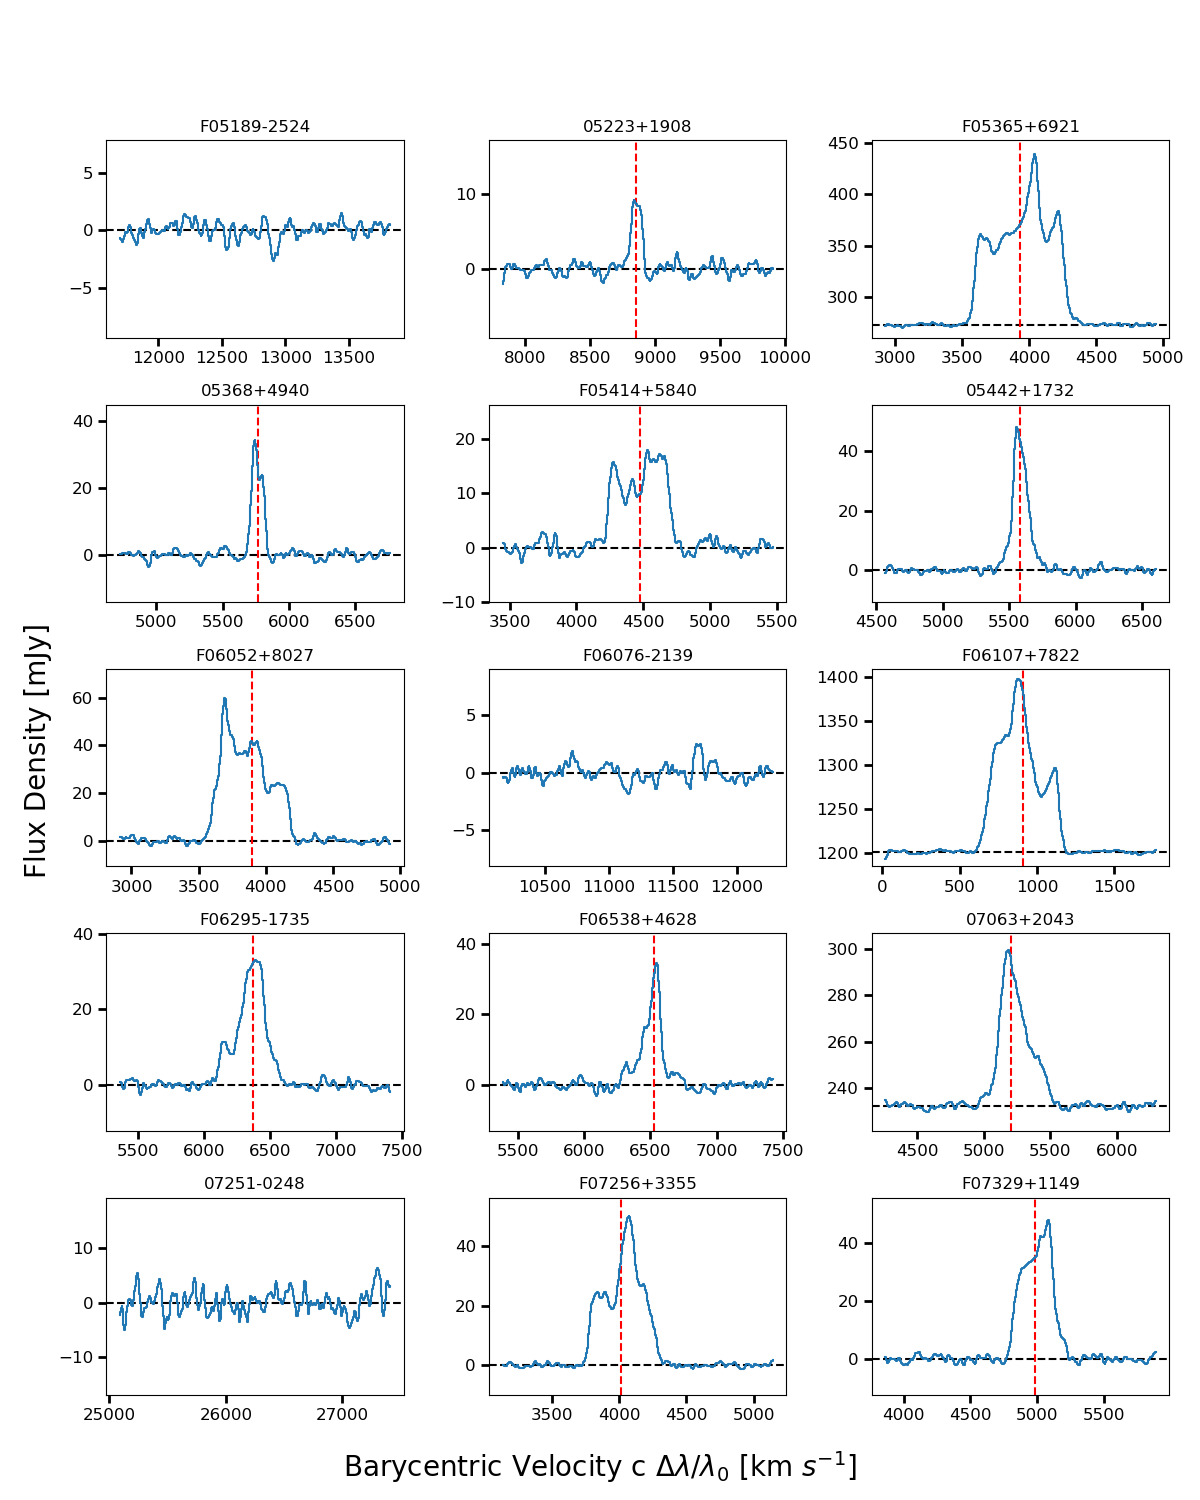 F05189-2524
05223+1908
F05365+6921
5
0
−5
12000 12500 13000 13500
10
0
8000 8500 9000 9500 10000
450
400
350
300
3000 3500 4000 4500 5000
05368+4940
F05414+5840
05442+1732
40
20
0
5000 5500 6000 6500
20
10
0
−10
3500 4000 4500 5000 5500
40
20
0
4500 5000 5500 6000 6500
F06052+8027
F06076-2139
F06107+7822
60
40
20
0
3000 3500 4000 4500 5000
5
0
−5
10500 11000 11500 12000
1400
1350
1300
1250
1200
0 500 1000 1500
Flux Density [mJy]
F06295-1735
F06538+4628
07063+2043
40
20
0
5500 6000 6500 7000 7500
40
20
0
5500 6000 6500 7000 7500
300
280
260
240
4500 5000 5500 6000
07251-0248
F07256+3355
F07329+1149
10
0
−10
25000 26000 27000
40
20
0
3500 4000 4500 5000
40
20
0
4000 4500 5000 5500
Barycentric Velocity c Δλ/λ₀ [km s⁻¹]